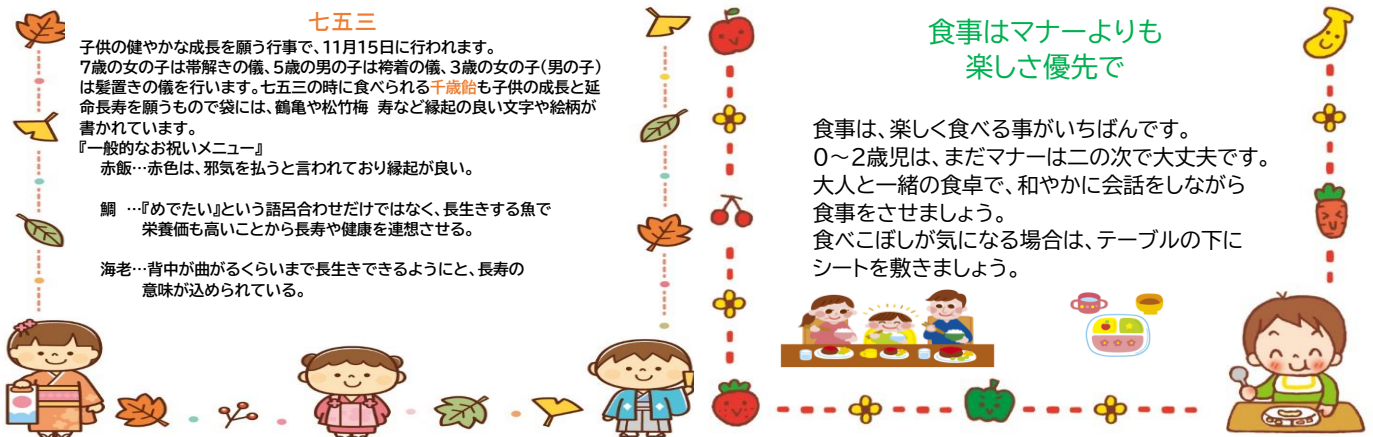 七五三
子供の健やかな成長を願う行事で、11月15日に行われます。
7歳の女の子は帯解きの儀、5歳の男の子は袴着の儀、3歳の女の子(男の子)
は髪置きの儀を行います。七五三の時に食べられる千歳飴も子供の成長と延
命長寿を願うもので袋には、鶴亀や松竹梅 寿など縁起の良い文字や絵柄が
書かれています。
『一般的なお祝いメニュー』
赤飯…赤色は、邪気を払うと言われており縁起が良い。
鯛 …『めでたい』という語呂合わせだけではなく、長生きする魚で
栄養価も高いことから長寿や健康を連想させる。
海老…背中が曲がるくらいまで長生きできるようにと、長寿の
意味が込められている。
食事はマナーよりも
楽しさ優先で
食事は、楽しく食べる事がいちばんです。
0～2歳児は、まだマナーは二の次で大丈夫です。
大人と一緒の食卓で、和やかに会話をしながら
食事をさせましょう。
食べこぼしが気になる場合は、テーブルの下に
シートを敷きましょう。